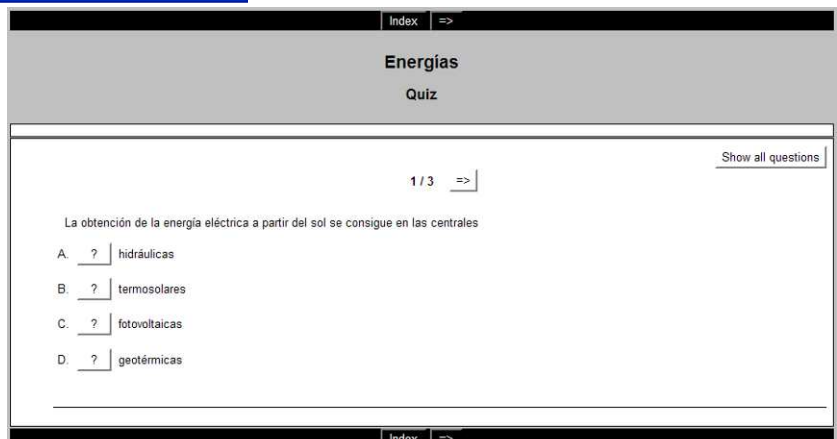 Index =>
Energías
Quiz
Show all questions
1 / 3 =>
La obtención de la energía eléctrica a partir del sol se consigue en las centrales
A. ? hidráulicas
B. ? termosolares
C. ? fotovoltaicas
D. ? geotérmicas
Index =>